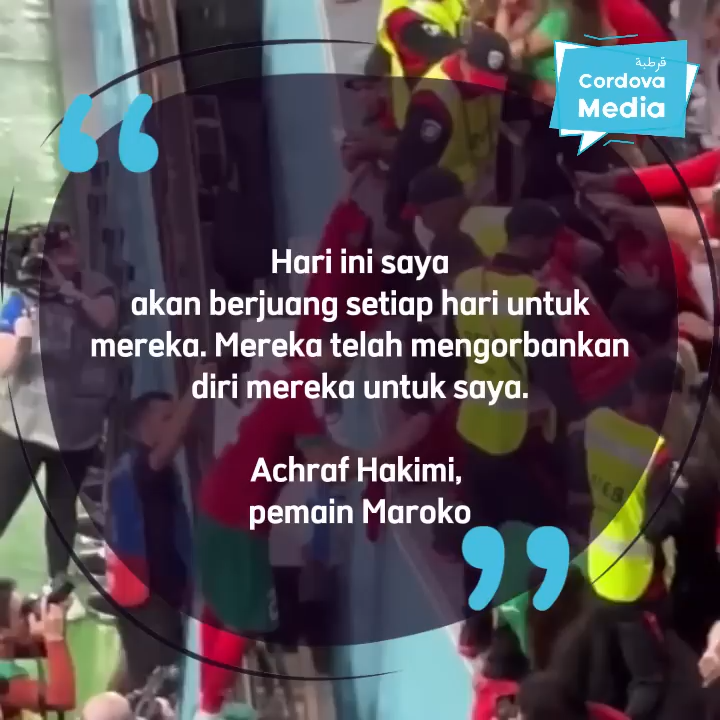 قرطبة
Cordova
Media
Hari ini saya
akan berjuang setiap hari untuk
mereka. Mereka telah mengorbankan
diri mereka untuk saya.
Achraf Hakimi,
pemain Maroko